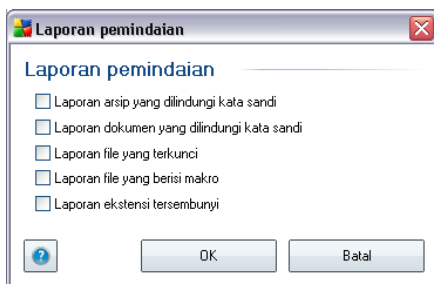 Laporan pemindaian
Laporan pemindaian
Laporan arsip yang dilindungi kata sandi
Laporan dokumen yang dilindungi kata sandi
Laporan file yang terkunci
Laporan file yang berisi makro
Laporan ekstensi tersembunyi
? OK Batal